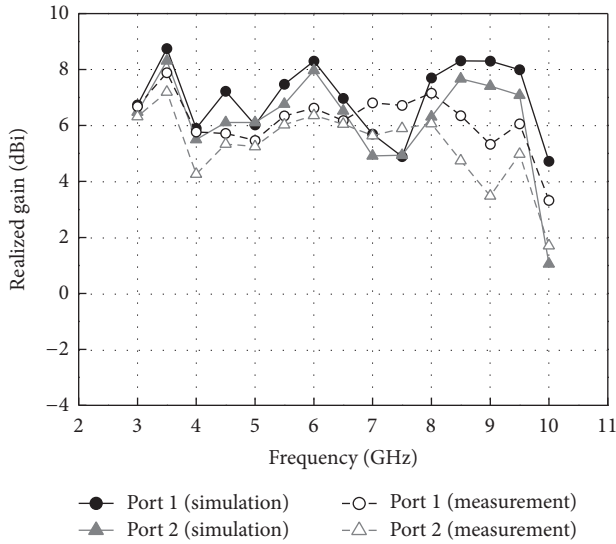 10
8
6
4
2
0
−2
−4
Realized gain (dBi)
2 3 4 5 6 7 8 9 10 11
Frequency (GHz)
Port 1 (simulation)
Port 2 (simulation)
Port 1 (measurement)
Port 2 (measurement)